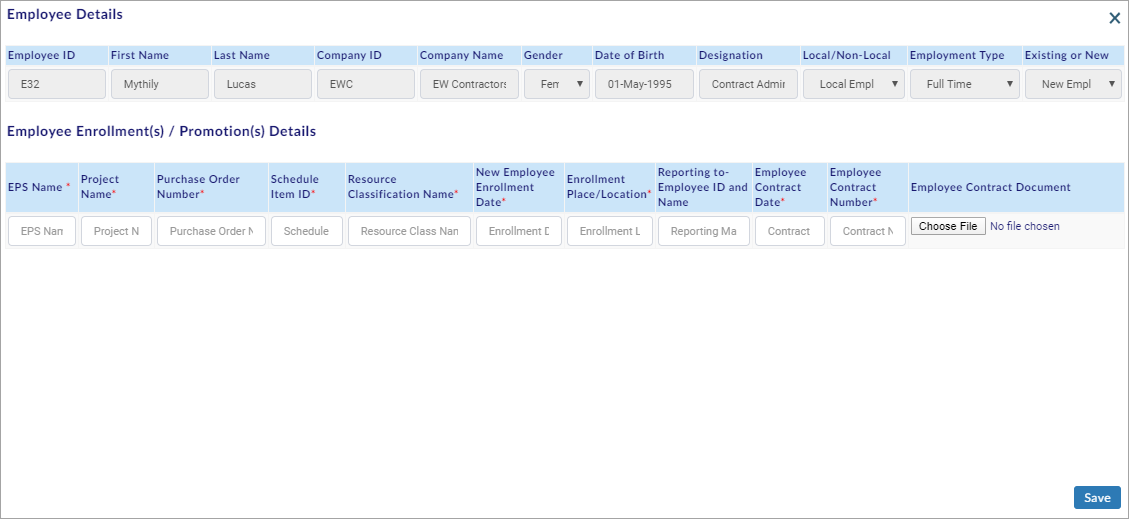 Employee Details
×
Employee ID First Name Last Name Company ID Company Name Gender Date of Birth Designation Local/Non-Local Employment Type Existing or New
E32 Mythily Lucas EWC EW Contractors Fem 01-May-1995 Contract Admir Local Empl Full Time New Empl
Employee Enrollment(s) / Promotion(s) Details
EPS Name *
Project
Name*
Purchase Order
Number*
Schedule
Item ID*
Resource
Classification Name*
New Employee
Enrollment
Date*
Enrollment
Place/Location*
Reporting to-
Employee ID and
Name
Employee
Contract
Date*
Employee
Contract
Number*
Employee Contract Document
EPS Nam Project N Purchase Order N Schedule Resource Class Nan Enrollment D Enrollment L Reporting Ma Contract Contract N Choose File No file chosen
Save